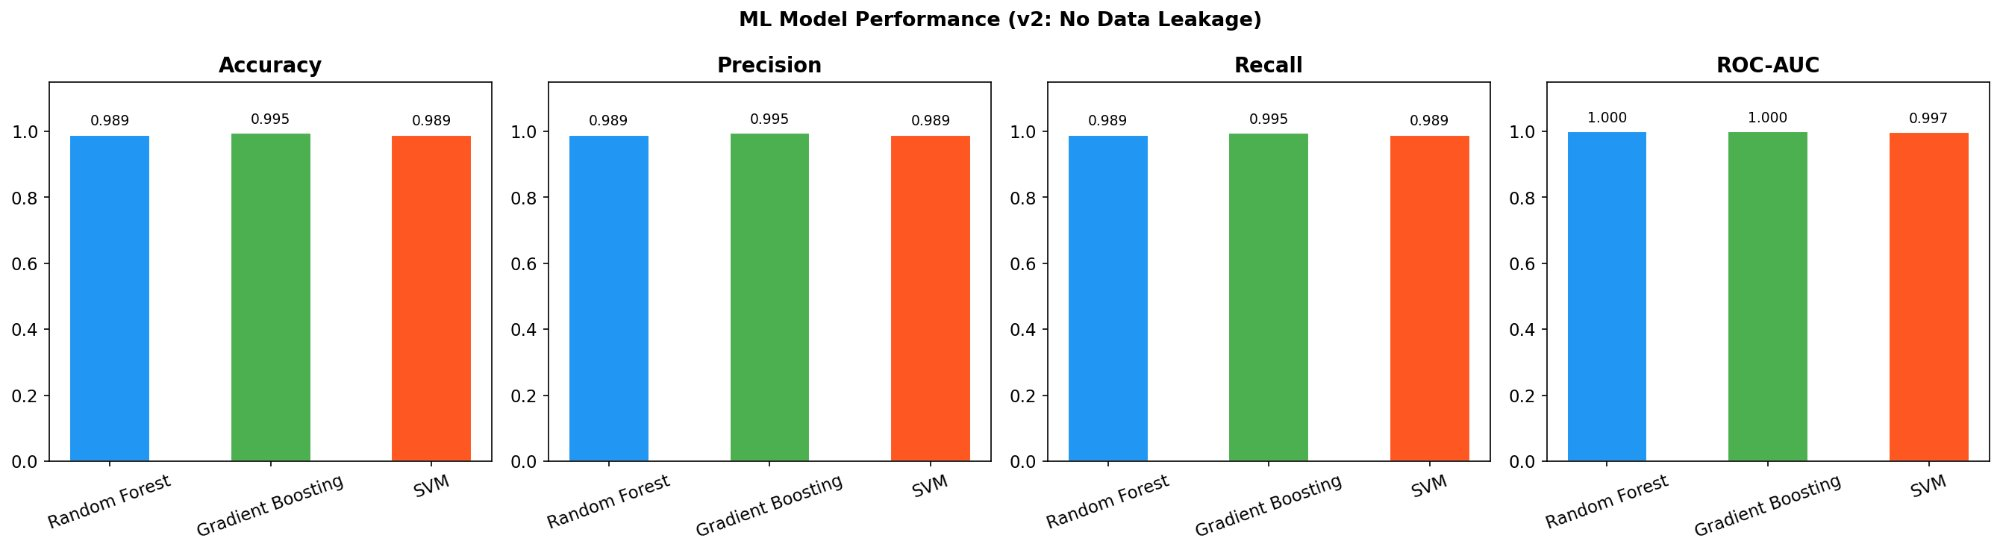 ML Model Performance (v2: No Data Leakage)
Accuracy
0.989
0.995
0.989
1.0
0.8
0.6
0.4
0.2
0.0
Random Forest
Gradient Boosting
SVM
Precision
0.989
0.995
0.989
1.0
0.8
0.6
0.4
0.2
0.0
Random Forest
Gradient Boosting
SVM
Recall
0.989
0.995
0.989
1.0
0.8
0.6
0.4
0.2
0.0
Random Forest
Gradient Boosting
SVM
ROC-AUC
1.000
1.000
0.997
1.0
0.8
0.6
0.4
0.2
0.0
Random Forest
Gradient Boosting
SVM